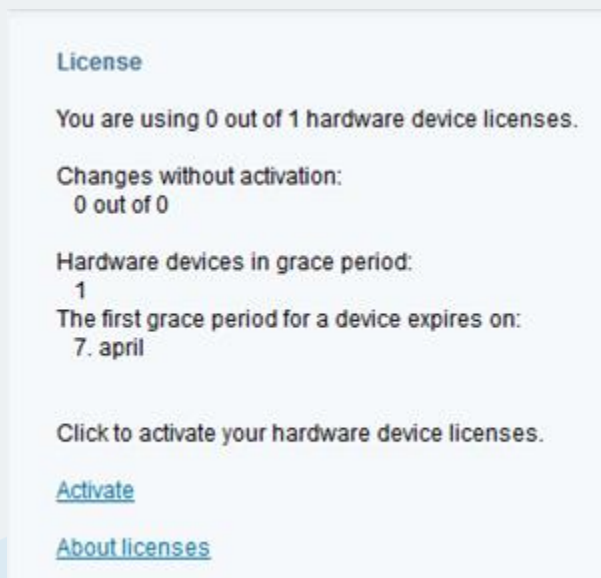 License
You are using 0 out of 1 hardware device licenses.
Changes without activation:
0 out of 0
Hardware devices in grace period:
1
The first grace period for a device expires on:
7. april
Click to activate your hardware device licenses.
Activate
About licenses